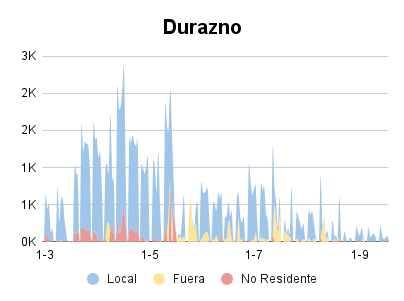 Durazno
3K
2K
2K
1K
1K
0K
1-3
1-5
1-7
1-9
Local
Fuera
No Residente